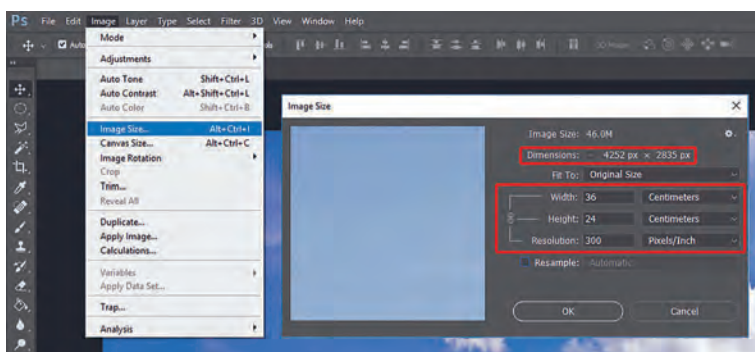 Ps File Edit Image Layer Type Select Filter 3D View Window Help
Auto
Mode
Adjustments
Auto Tone Shift+Ctrl+L
Auto Contrast Alt+Shift+Ctrl+L
Auto Color Shift+Ctrl+B
Image Size... Alt+Ctrl+I
Canvas Size... Alt+Ctrl+C
Image Rotation
Crop
Trim...
Reveal All
Duplicate...
Apply Image...
Calculations...
Variables
Apply Data Set...
Trap...
Analysis
Image Size
Image Size: 46.0M
Dimensions: 4252 px × 2835 px
Fit To: Original Size
Width: 36 Centimeters
Height: 24 Centimeters
Resolution: 300 Pixels/Inch
Resample: Automatic
OK Cancel